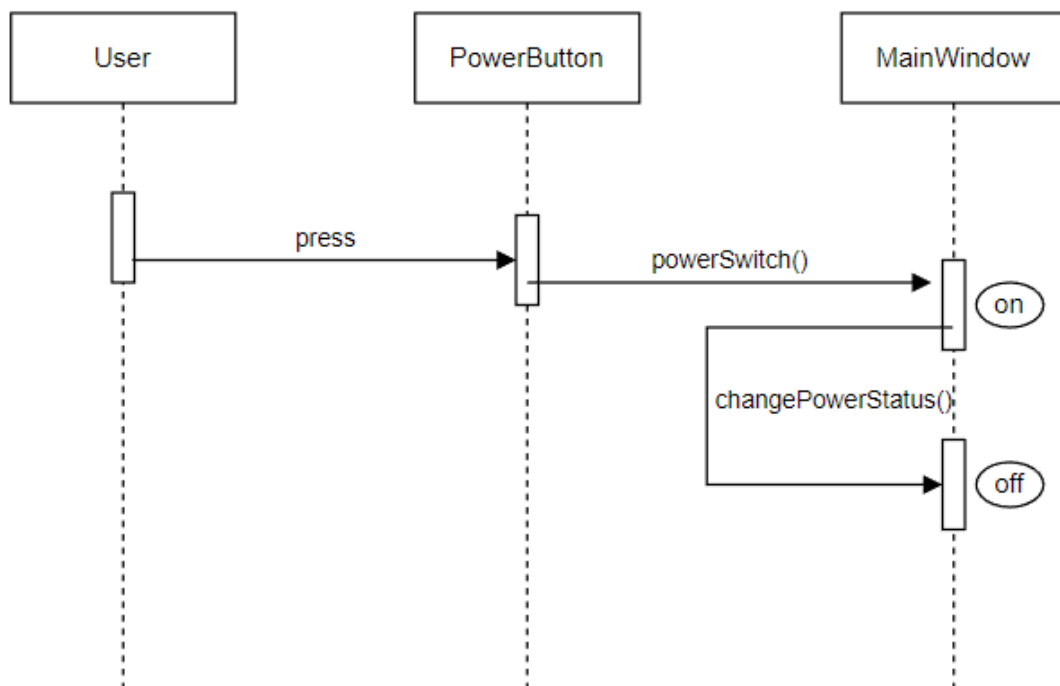 User
PowerButton
MainWindow
press
powerSwitch()
on
changePowerStatus()
off